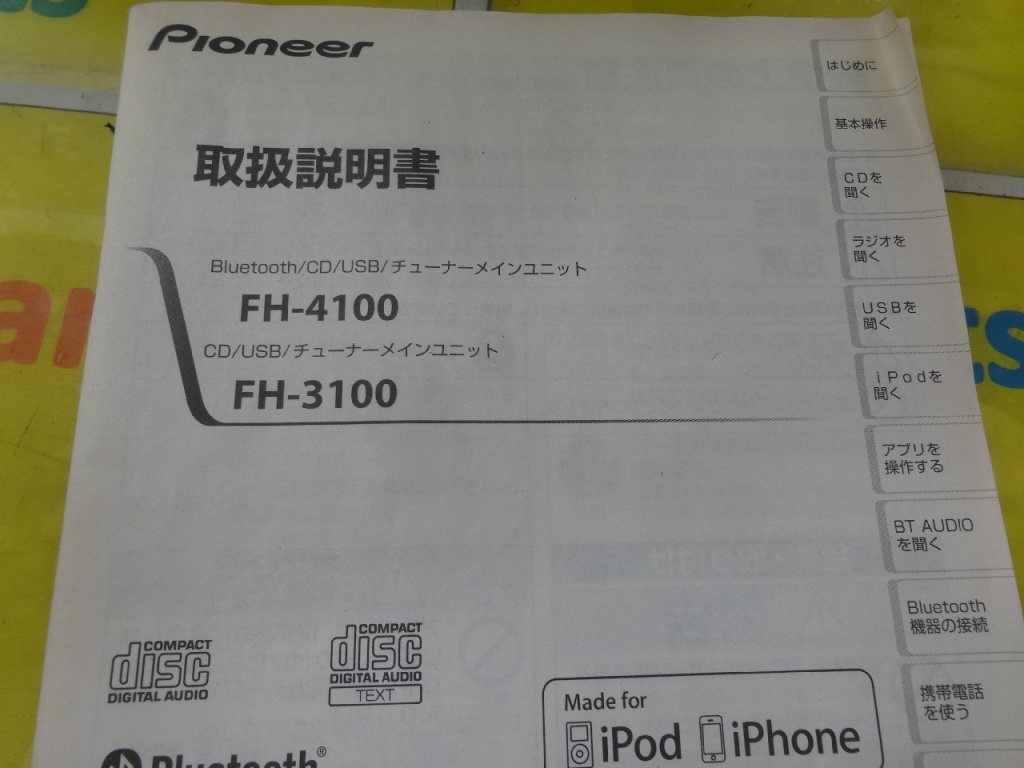 Pioneer
取扱説明書
Bluetooth/CD/USB/チューナーメインユニット
FH-4100
CD/USB/チューナーメインユニット
FH-3100
COMPACT
disc
DIGITAL AUDIO
COMPACT
disc
DIGITAL AUDIO
TEXT
Bluetooth®
Made for
iPod iPhone
はじめに
基本操作
CDを
聞く
ラジオを
聞く
USBを
聞く
iPodを
聞く
アプリを
操作する
BT AUDIO
を聞く
Bluetooth
機器の接続
携帯電話
を使う